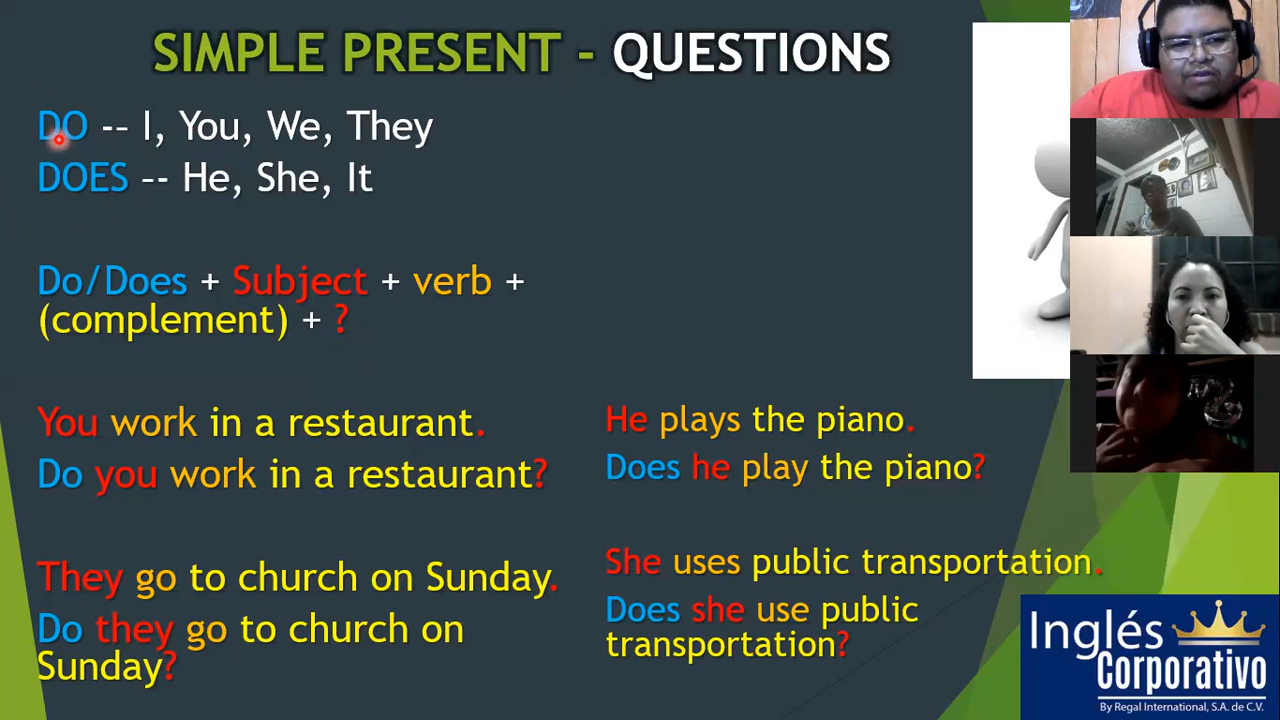 SIMPLE PRESENT - QUESTIONS
DO -- I, You, We, They
DOES -- He, She, It
Do/Does + Subject + verb +
(complement) + ?
You work in a restaurant.
Do you work in a restaurant?
They go to church on Sunday.
Do they go to church on
Sunday?
He plays the piano.
Does he play the piano?
She uses public transportation.
Does she use public
transportation?
Inglés
Corporativo
By Regal International, S.A. de C.V.